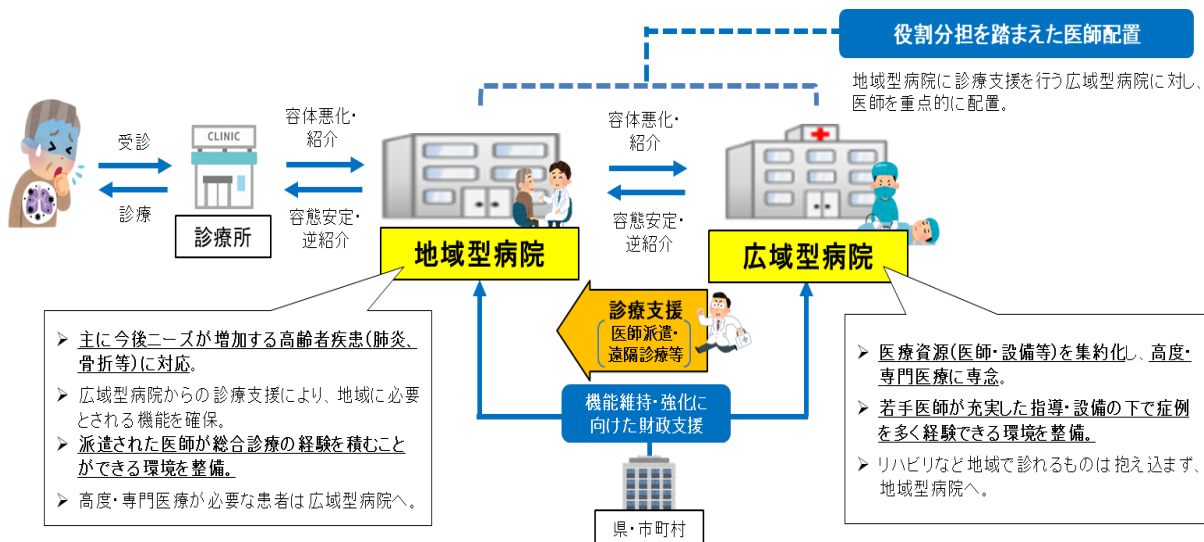 役割分担を踏まえた医師配置
地域型病院に診療支援を行う広域型病院に対し、
医師を重点的に配置。
受診
診療
CLINIC
診療所
容体悪化・
紹介
容態安定・
逆紹介
地域型病院
容体悪化・
紹介
容態安定・
逆紹介
広域型病院
➢ 主に今後ニーズが増加する高齢者疾患(肺炎、
骨折等)に対応。
➢ 広域型病院からの診療支援により、地域に必要
とされる機能を確保。
➢ 派遣された医師が総合診療の経験を積むこと
ができる環境を整備。
➢ 高度・専門医療が必要な患者は広域型病院へ。
診療支援
医師派遣・
遠隔診療等
機能維持・強化に
向けた財政支援
県・市町村
➢ 医療資源(医師・設備等)を集約化し、高度・
専門医療に専念。
➢ 若手医師が充実した指導・設備の下で症例
を多く経験できる環境を整備。
➢ リハビリなど地域で診れるものは抱え込まず、
地域型病院へ。